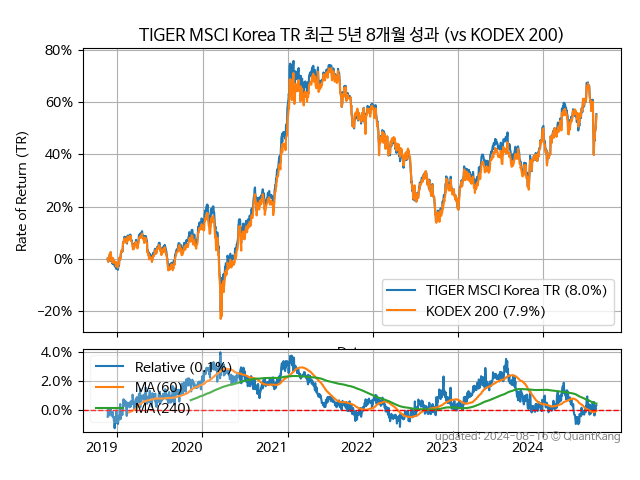 TIGER MSCI Korea TR 최근 5년 8개월 성과 (vs KODEX 200)
80%
60%
40%
20%
0%
−20%
Rate of Return (TR)
TIGER MSCI Korea TR (8.0%)
KODEX 200 (7.9%)
4.0%
2.0%
0.0%
Relative (0.1%)
MA(60)
MA(240)
2019
2020
2021
2022
2023
2024
updated: 2024-08-16 © QuantKang